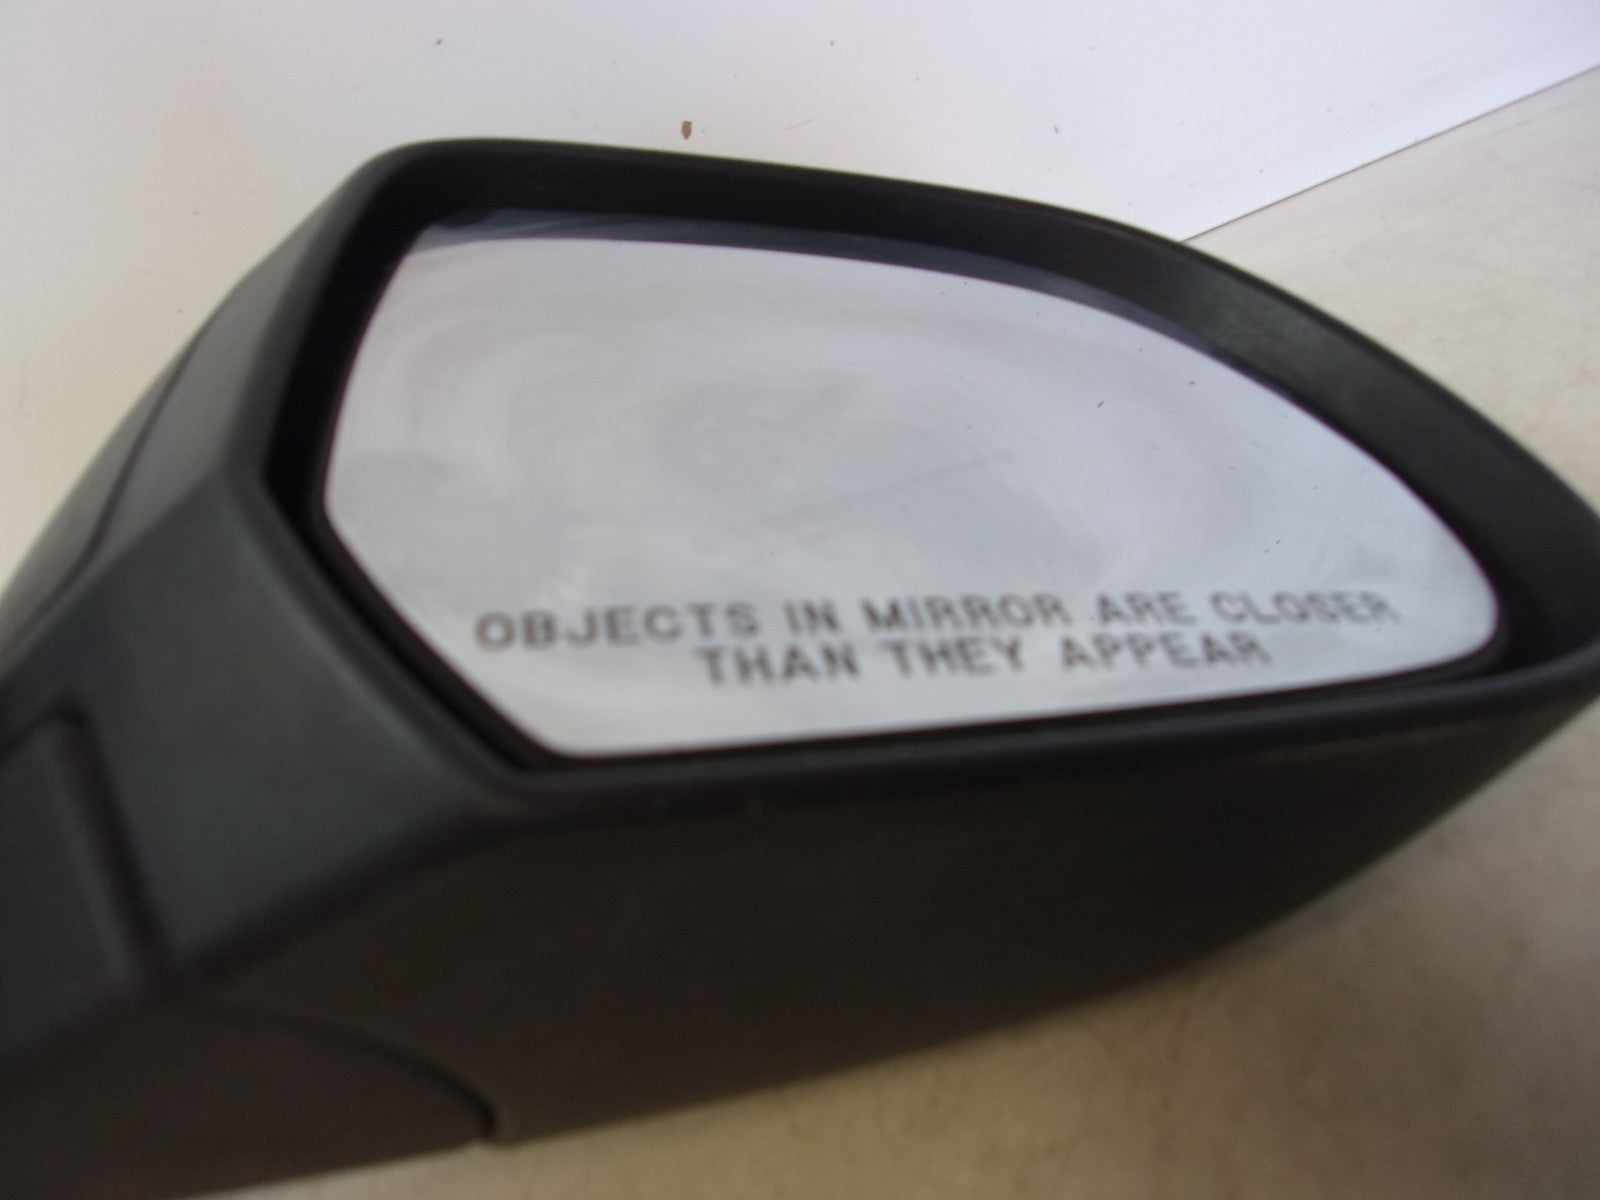 OBJECTS IN MIRROR ARE CLOSER
THAN THEY APPEAR